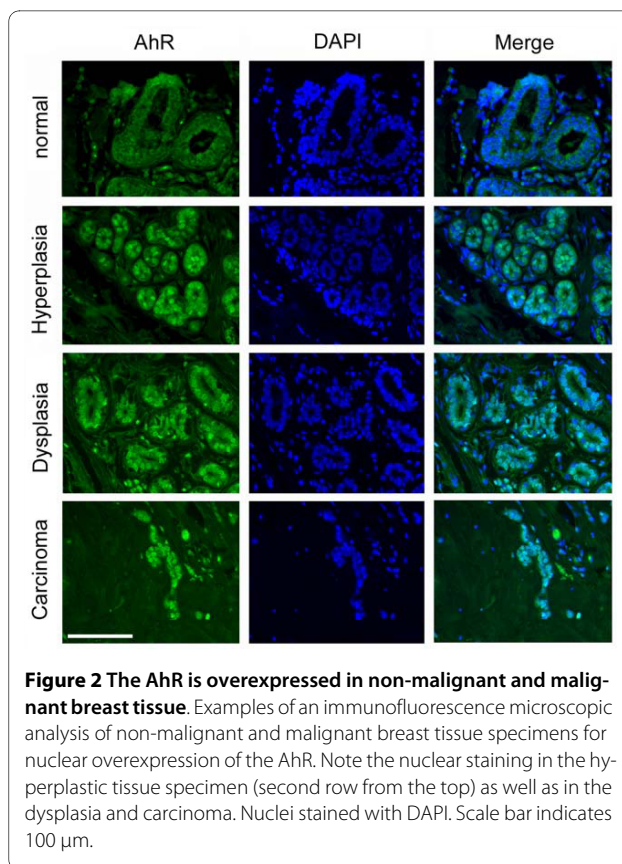 AhR DAPI Merge
normal
Hyperplasia
Dysplasia
Carcinoma
Figure 2 The AhR is overexpressed in non-malignant and malig-
nant breast tissue. Examples of an immunofluorescence microscopic
analysis of non-malignant and malignant breast tissue specimens for
nuclear overexpression of the AhR. Note the nuclear staining in the hy-
perplastic tissue specimen (second row from the top) as well as in the
dysplasia and carcinoma. Nuclei stained with DAPI. Scale bar indicates
100 μm.